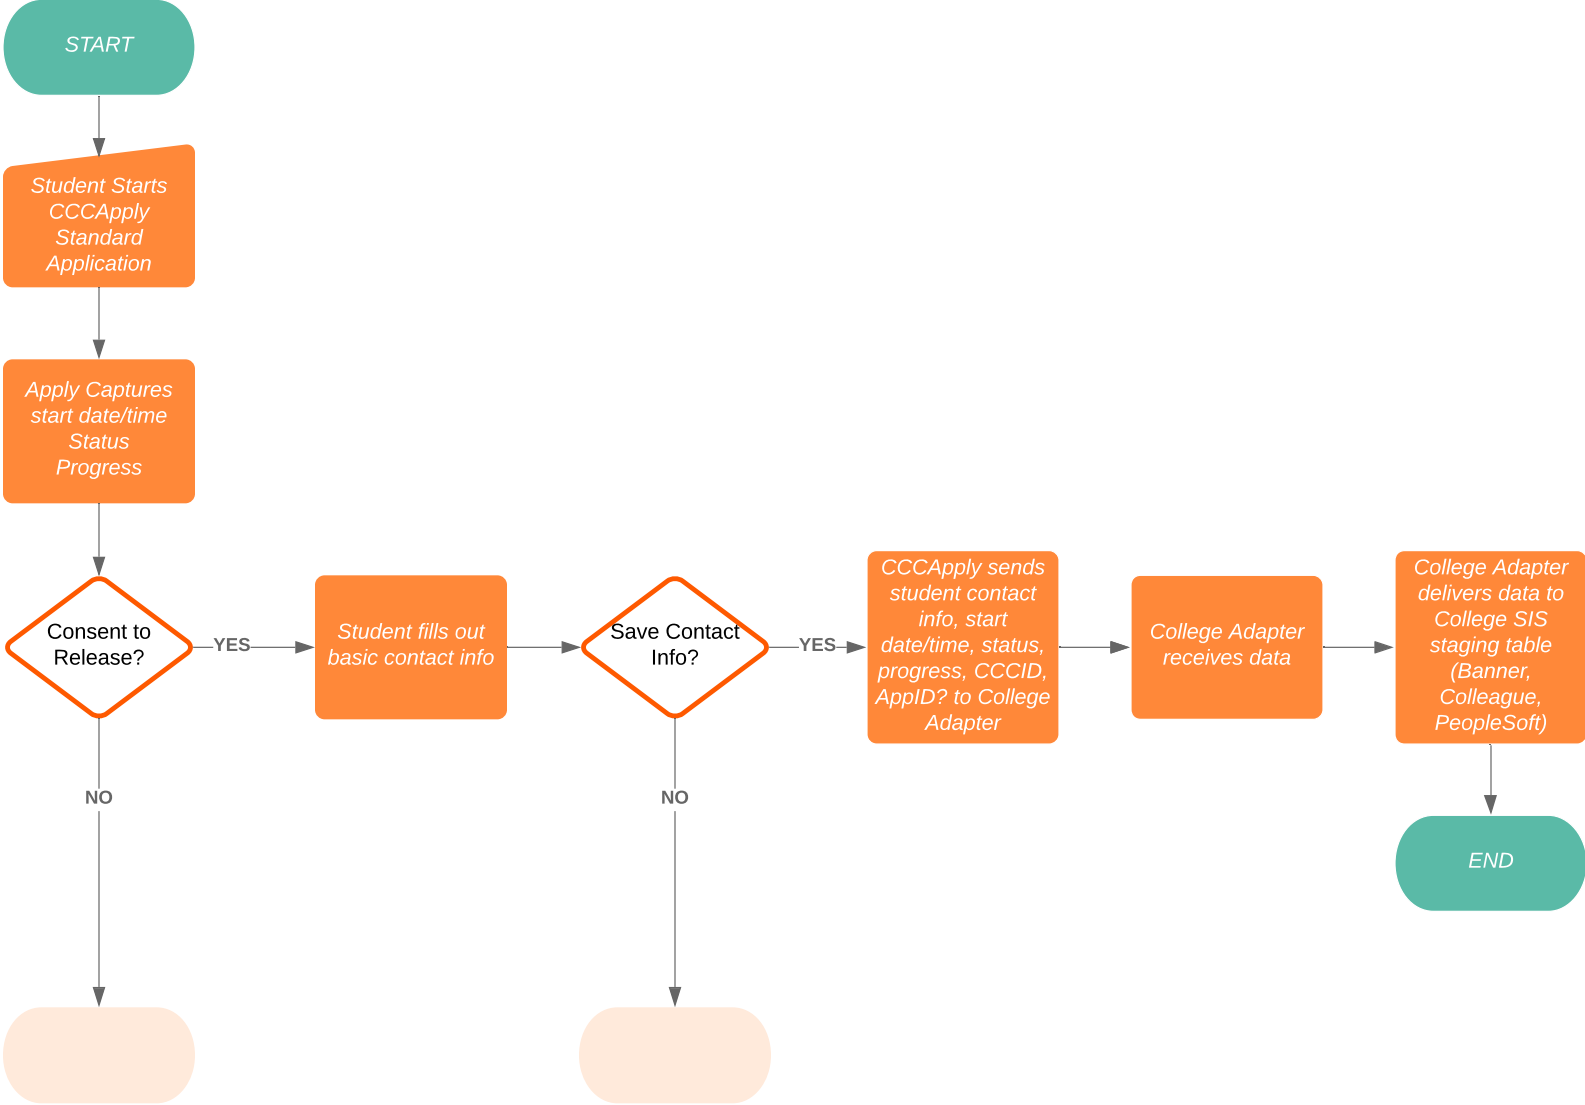 START
Student Starts
CCCApply
Standard
Application
Apply Captures
start date/time
Status
Progress
Consent to
Release?
YES
NO
Student fills out
basic contact info
Save Contact
Info?
YES
NO
CCCApply sends
student contact
info, start
date/time, status,
progress, CCCID,
AppID? to College
Adapter
College Adapter
receives data
College Adapter
delivers data to
College SIS
staging table
(Banner,
Colleague,
PeopleSoft)
END